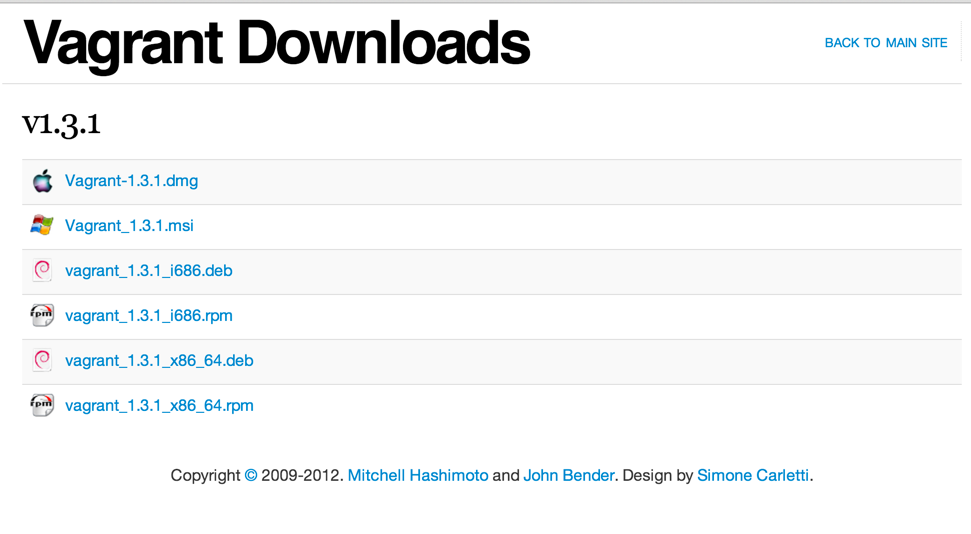 Vagrant Downloads
BACK TO MAIN SITE
v1.3.1
Vagrant-1.3.1.dmg
Vagrant_1.3.1.msi
vagrant_1.3.1_i686.deb
rpm vagrant_1.3.1_i686.rpm
vagrant_1.3.1_x86_64.deb
rpm vagrant_1.3.1_x86_64.rpm
Copyright © 2009-2012. Mitchell Hashimoto and John Bender. Design by Simone Carletti.